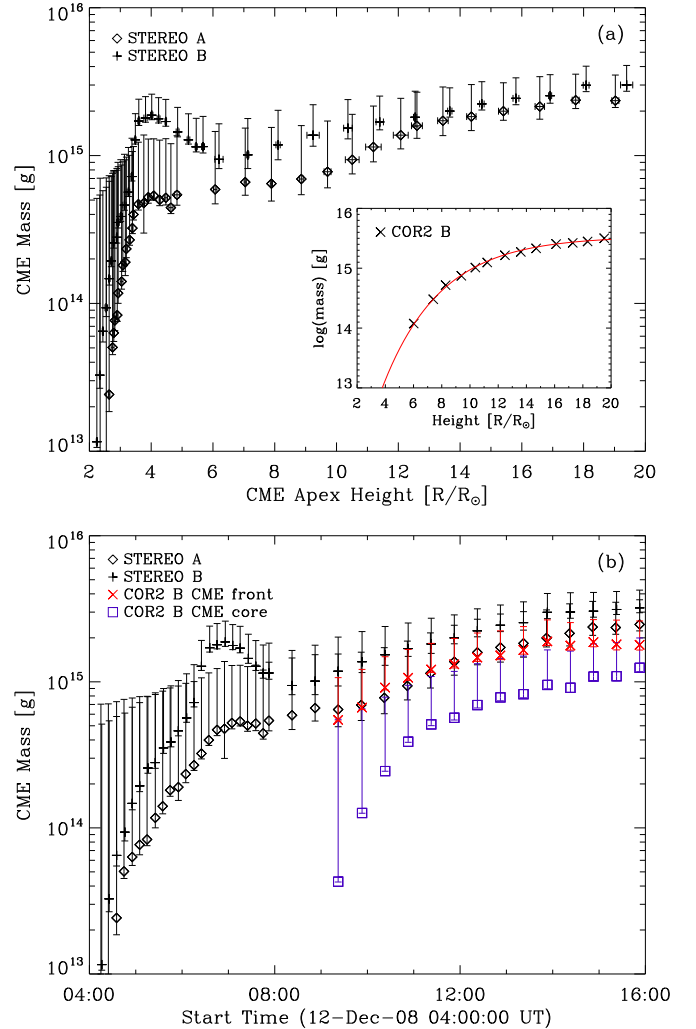 (a)
◇ STEREO A
+ STEREO B
10^16
10^15
10^14
10^13
CME Mass [g]
2 4 6 8 10 12 14 16 18 20
CME Apex Height [R/R☉]
× COR2 B
16
15
14
13
log(mass) [g]
2 4 6 8 10 12 14 16 18 20
Height [R/R☉]
(b)
◇ STEREO A
+ STEREO B
× COR2 B CME front
□ COR2 B CME core
10^16
10^15
10^14
10^13
CME Mass [g]
04:00 08:00 12:00 16:00
Start Time (12-Dec-08 04:00:00 UT)